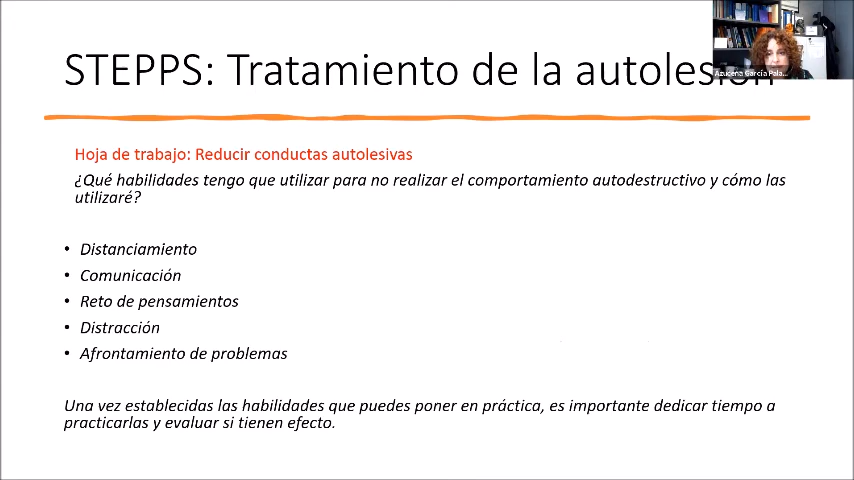 STEPPS: Tratamiento de la autolesión
Azucena García Pala...
Hoja de trabajo: Reducir conductas autolesivas
¿Qué habilidades tengo que utilizar para no realizar el comportamiento autodestructivo y cómo las
utilizaré?
• Distanciamiento
• Comunicación
• Reto de pensamientos
• Distracción
• Afrontamiento de problemas
Una vez establecidas las habilidades que puedes poner en práctica, es importante dedicar tiempo a
practicarlas y evaluar si tienen efecto.